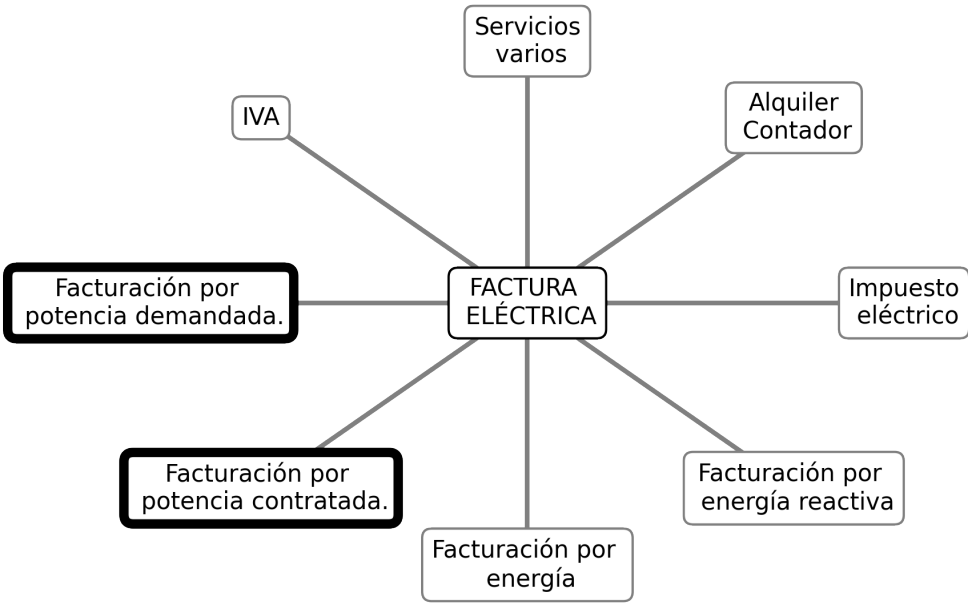 Servicios
varios
IVA
Alquiler
Contador
Facturación por
potencia demandada.
FACTURA
ELÉCTRICA
Impuesto
eléctrico
Facturación por
potencia contratada.
Facturación por
energía reactiva
Facturación por
energía